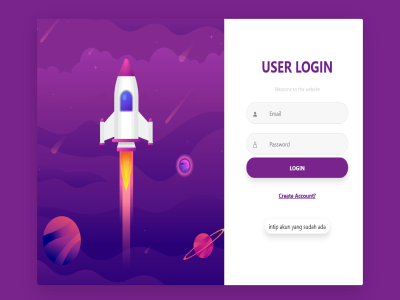 USER LOGIN
Welcome to the website
Email
Password
LOGIN
Create Account?
intip akun yang sudah ada